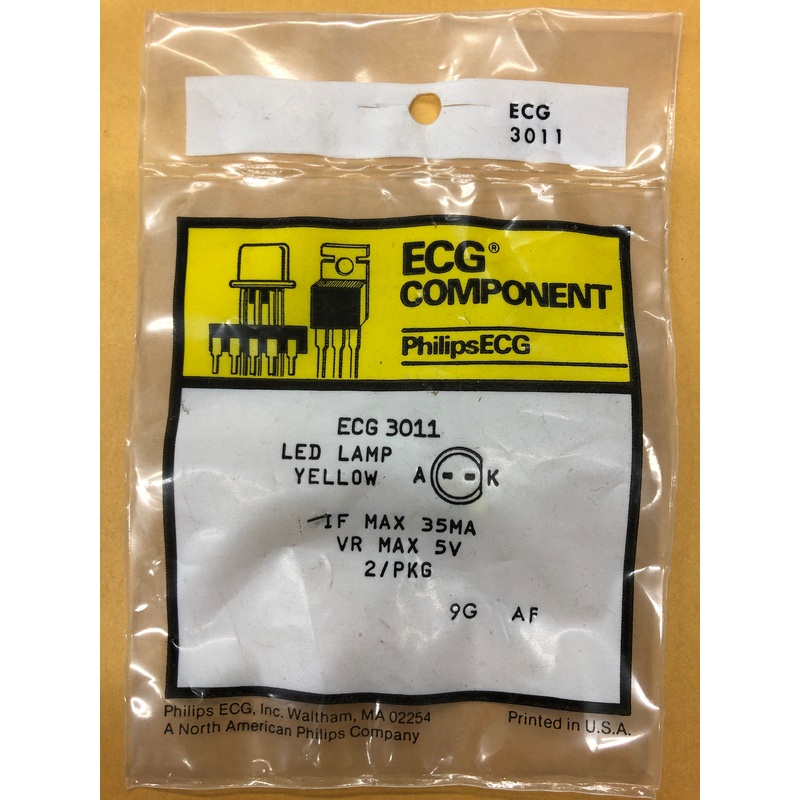 ECG
3011
ECG®
COMPONENT
PhilipsECG
ECG 3011
LED LAMP
YELLOW A K
IF MAX 35MA
VR MAX 5V
2/PKG
9G AF
Philips ECG, Inc. Waltham, MA 02254
A North American Philips Company
Printed in U.S.A.